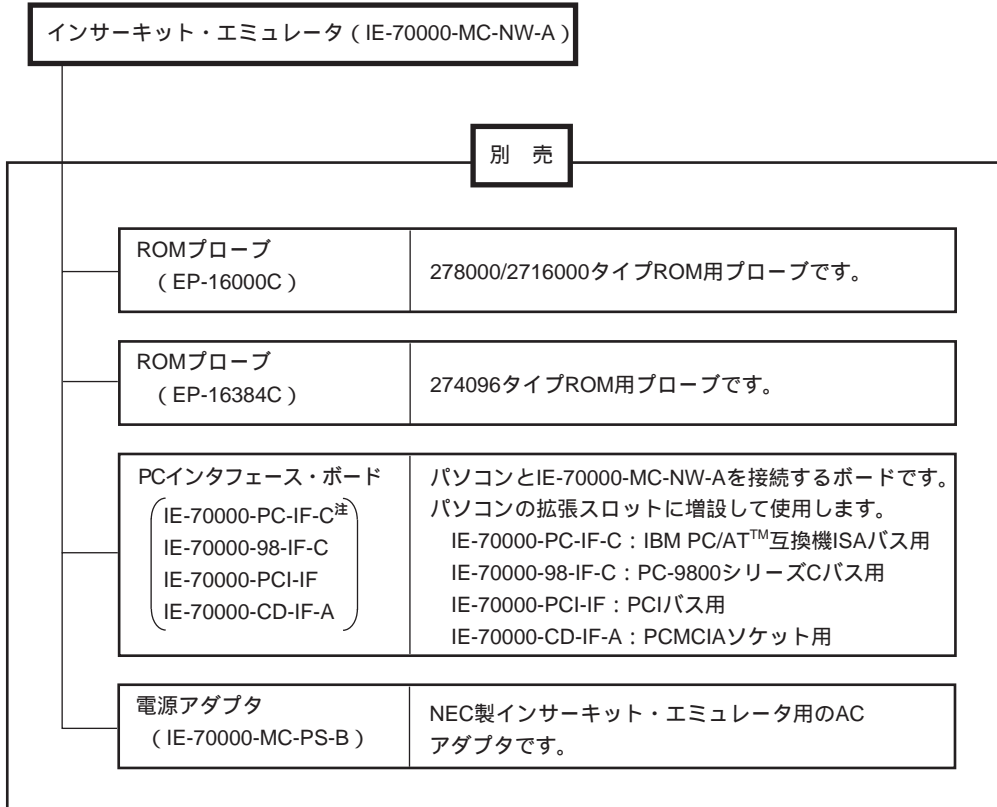 インサーキット・エミュレータ（IE-70000-MC-NW-A）
別　売
ROMプローブ
（EP-16000C）
278000/2716000タイプROM用プローブです。
ROMプローブ
（EP-16384C）
274096タイプROM用プローブです。
PCインタフェース・ボード
IE-70000-PC-IF-C注
IE-70000-98-IF-C
IE-70000-PCI-IF
IE-70000-CD-IF-A
パソコンとIE-70000-MC-NW-Aを接続するボードです。
パソコンの拡張スロットに増設して使用します。
IE-70000-PC-IF-C：IBM PC/AT™互換機ISAバス用
IE-70000-98-IF-C：PC-9800シリーズCバス用
IE-70000-PCI-IF：PCIバス用
IE-70000-CD-IF-A：PCMCIAソケット用
電源アダプタ
（IE-70000-MC-PS-B）
NEC製インサーキット・エミュレータ用のAC
アダプタです。